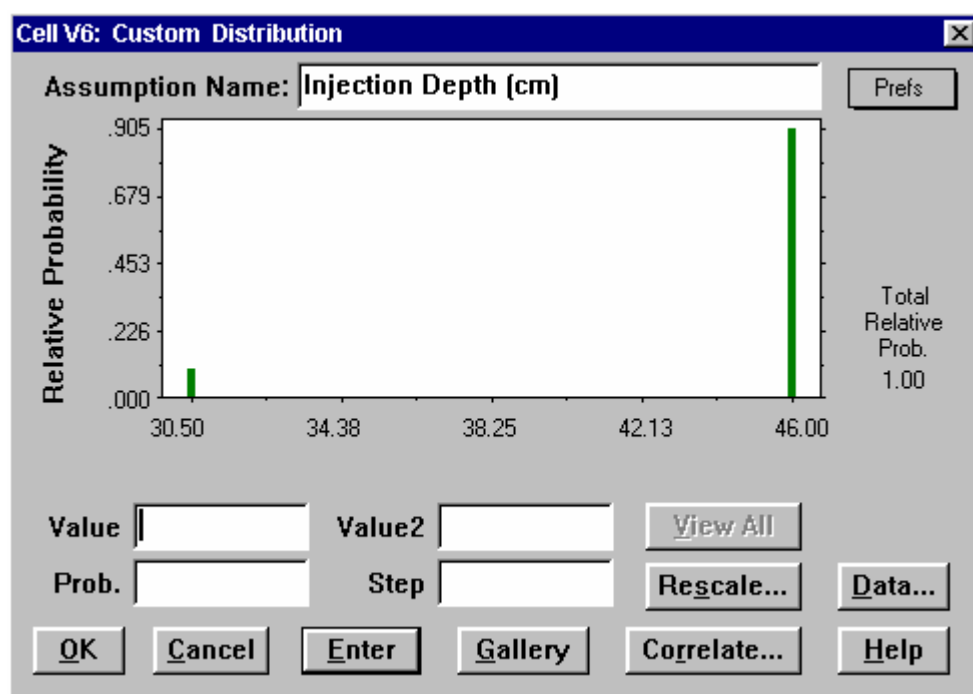 Cell V6: Custom Distribution
Assumption Name: Injection Depth (cm)
Prefs
Relative Probability
.905
.679
.453
.226
.000
30.50 34.38 38.25 42.13 46.00
Total
Relative
Prob.
1.00
Value Value2 View All
Prob. Step Rescale... Data...
OK Cancel Enter Gallery Correlate... Help